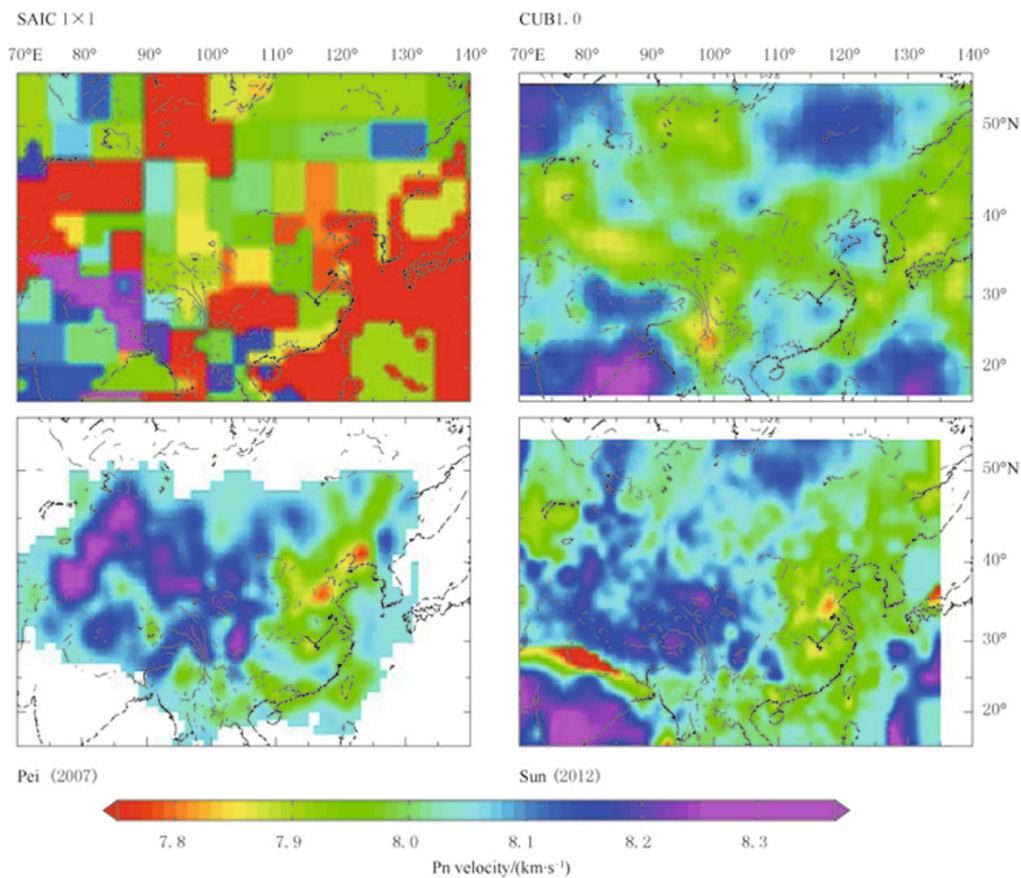 SAIC 1×1
CUB1.0
70°E 80° 90° 100° 110° 120° 130° 140°
70°E 80° 90° 100° 110° 120° 130° 140°
50°N
40°
30°
20°
50°N
40°
30°
20°
Pei (2007)
Sun (2012)
7.8 7.9 8.0 8.1 8.2 8.3
Pn velocity/(km·s⁻¹)